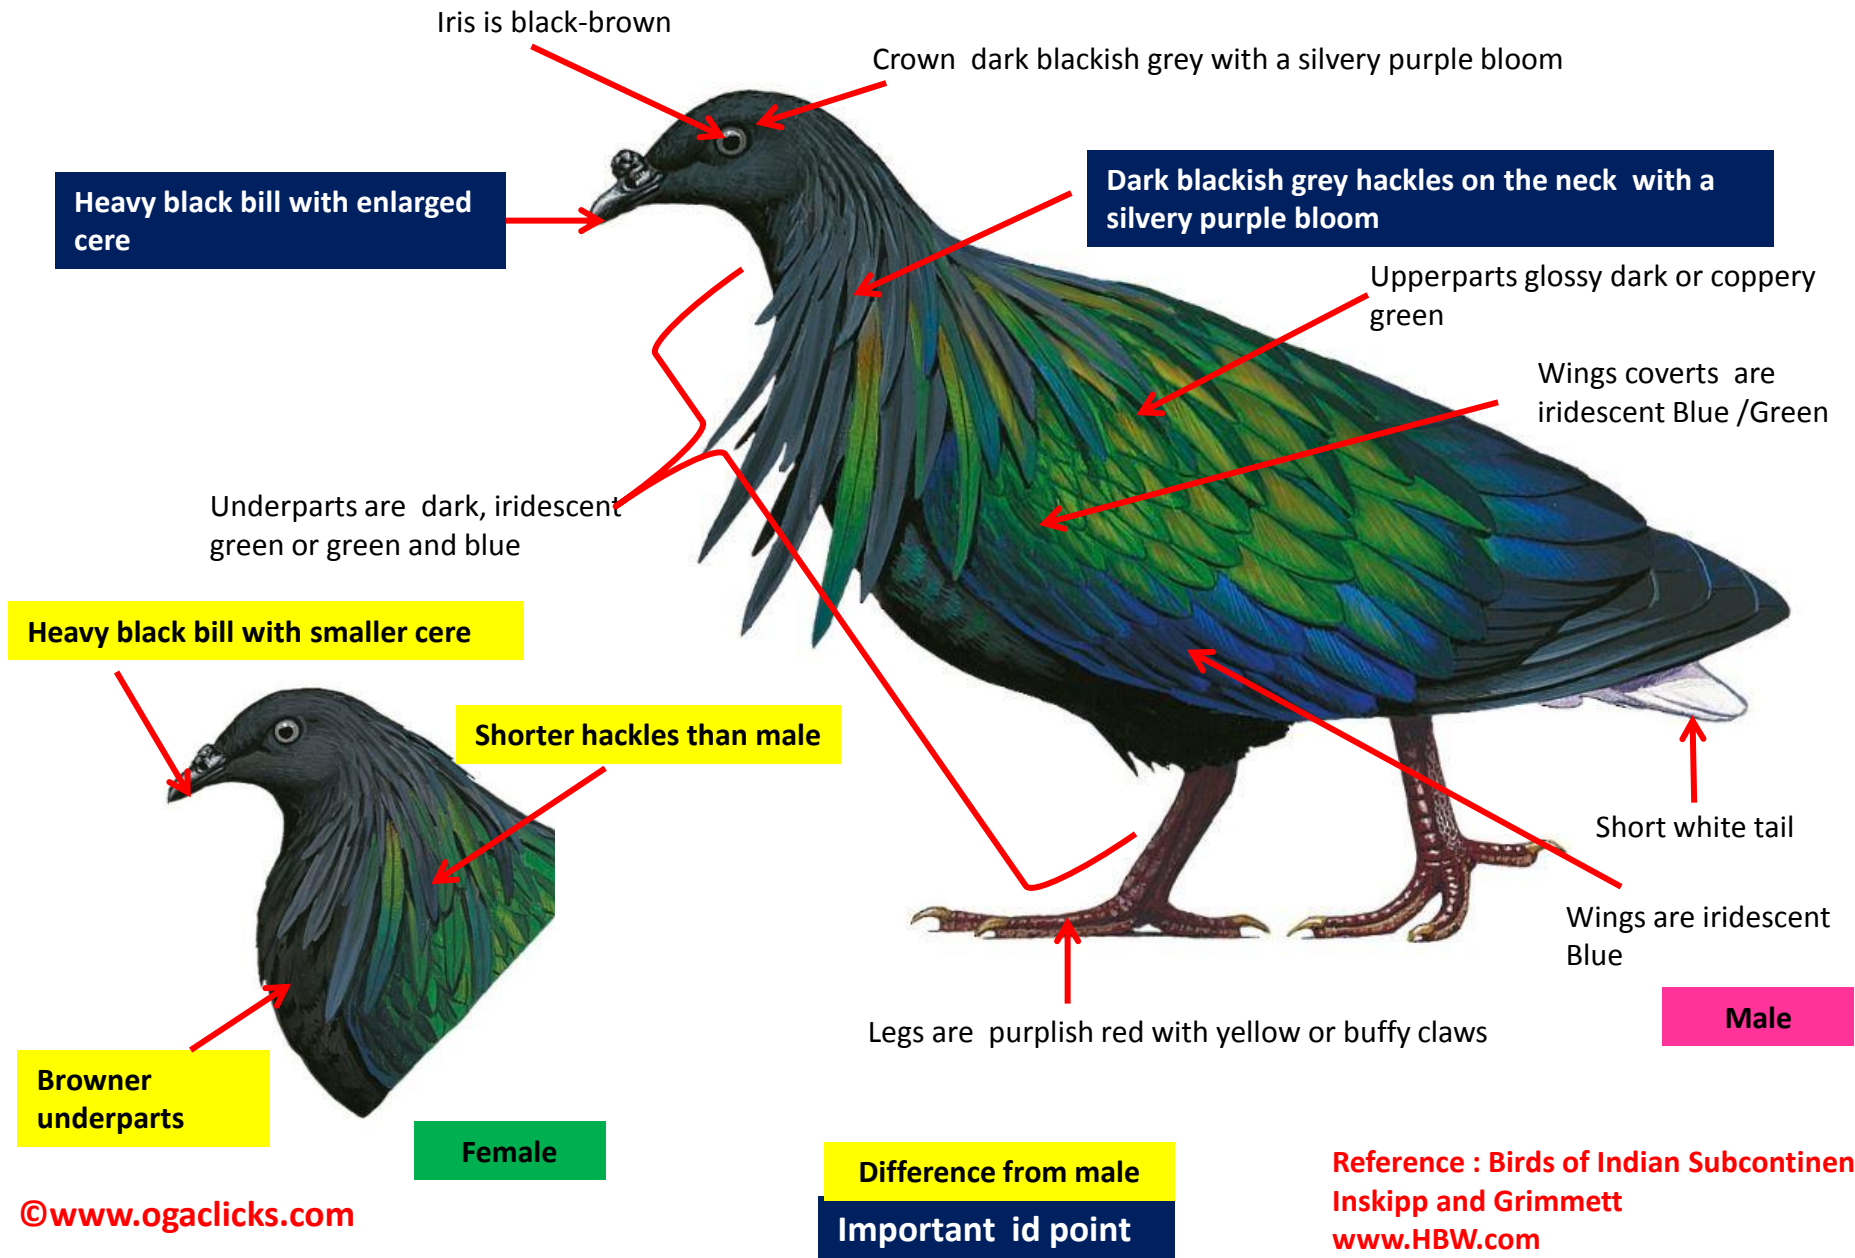 Iris is black-brown
Crown dark blackish grey with a silvery purple bloom
Heavy black bill with enlarged
cere
Dark blackish grey hackles on the neck with a
silvery purple bloom
Upperparts glossy dark or coppery
green
Wings coverts are
iridescent Blue /Green
Underparts are dark, iridescent
green or green and blue
Heavy black bill with smaller cere
Shorter hackles than male
Short white tail
Wings are iridescent
Blue
Legs are purplish red with yellow or buffy claws
Male
Browner
underparts
Female
Difference from male
Important id point
Reference : Birds of Indian Subcontinen
Inskipp and Grimmett
www.HBW.com
©www.ogaclicks.com